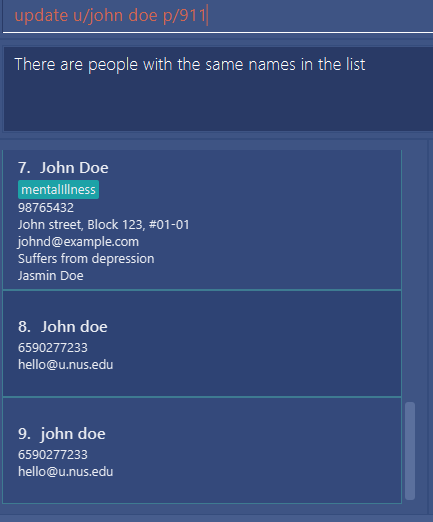 update u/john doe p/911
There are people with the same names in the list
7. John Doe
mentalIllness
98765432
John street, Block 123, #01-01
johnd@example.com
Suffers from depression
Jasmin Doe
8. John doe
6590277233
hello@u.nus.edu
9. john doe
6590277233
hello@u.nus.edu